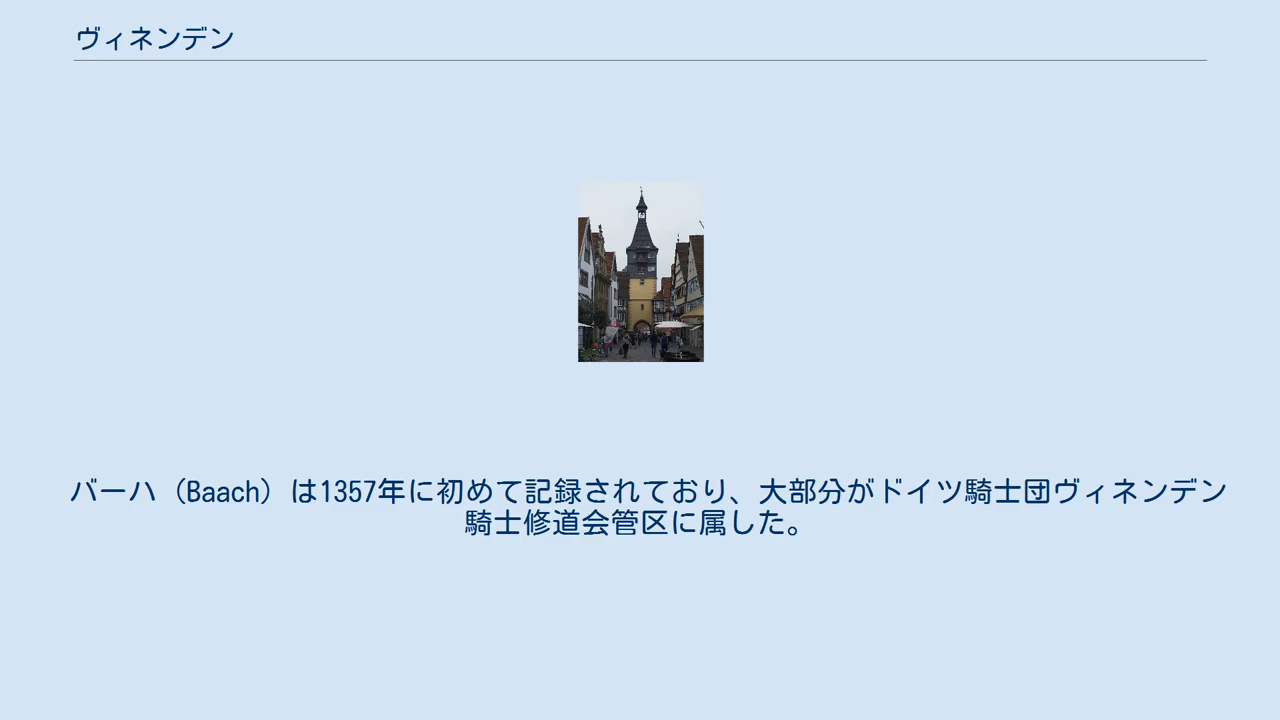 ヴィネンデン
バーハ（Baach）は1357年に初めて記録されており、大部分がドイツ騎士団ヴィネンデン
騎士修道会管区に属した。